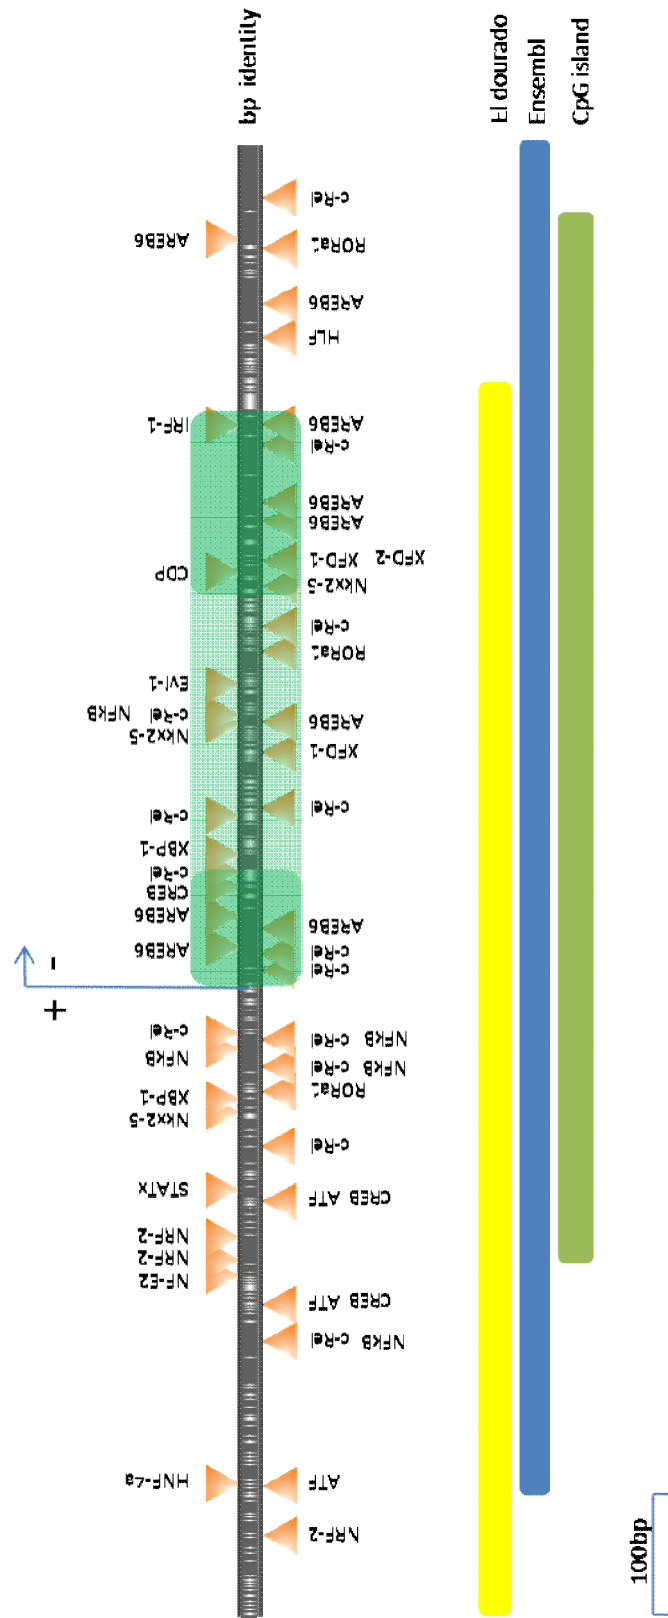 bp identity
El dourado
Ensembl
CpG island
c-Rel
AREB6
RORa1
AREB6
HLF
IRF-1
AREB6
c-Rel
AREB6
AREB6
XFD-1 XFD-2
CDP
Nkx2-5
c-Rel
RORa1
Evi-1
c-Rel NFkB
AREB6
Nkx2-5
XFD-1
c-Rel
c-Rel
XBP-1
c-Rel
CREB
AREB6
AREB6
AREB6
c-Rel
c-Rel
-
+
c-Rel
NFkB c-Rel
NFkB
NFkB c-Rel
RORa1
XBP-1
Nkx2-5
c-Rel
STATx
CREB ATF
NRF-2
NRF-2
NF-E2
CREB ATF
NFkB c-Rel
HNF-4a
ATF
NRF-2
100bp